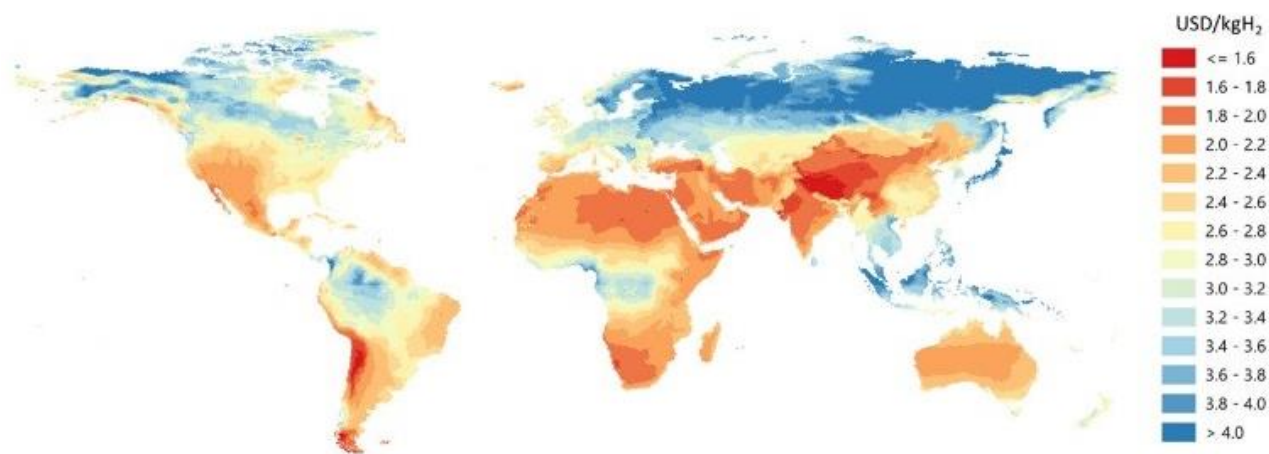 USD/kgH₂
<= 1.6
1.6 - 1.8
1.8 - 2.0
2.0 - 2.2
2.2 - 2.4
2.4 - 2.6
2.6 - 2.8
2.8 - 3.0
3.0 - 3.2
3.2 - 3.4
3.4 - 3.6
3.6 - 3.8
3.8 - 4.0
> 4.0